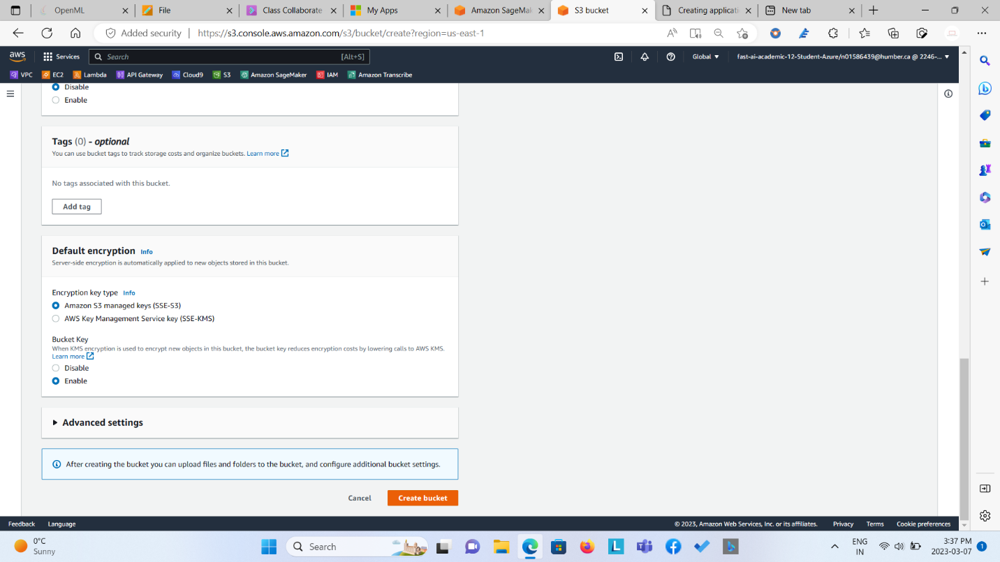 OpenML
File
Class Collaborate
My Apps
Amazon SageMak
S3 bucket
Creating applicati
New tab
Added security
https://s3.console.aws.amazon.com/s3/bucket/create?region=us-east-1
aws
Services
Search
[Alt+S]
Global
fast-ai-academic-12-Student-Azure/n01586439@humber.ca @ 2246-...
VPC
EC2
Lambda
API Gateway
Cloud9
S3
Amazon SageMaker
IAM
Amazon Transcribe
Disable
Enable
Tags (0) - optional
You can use bucket tags to track storage costs and organize buckets. Learn more
No tags associated with this bucket.
Add tag
Default encryption Info
Server-side encryption is automatically applied to new objects stored in this bucket.
Encryption key type Info
Amazon S3 managed keys (SSE-S3)
AWS Key Management Service key (SSE-KMS)
Bucket Key
When KMS encryption is used to encrypt new objects in this bucket, the bucket key reduces encryption costs by lowering calls to AWS KMS.
Learn more
Disable
Enable
Advanced settings
After creating the bucket you can upload files and folders to the bucket, and configure additional bucket settings.
Cancel
Create bucket
Feedback
Language
© 2023, Amazon Web Services, Inc. or its affiliates.
Privacy
Terms
Cookie preferences
0°C
Sunny
Search
ENG
IN
3:37 PM
2023-03-07
1